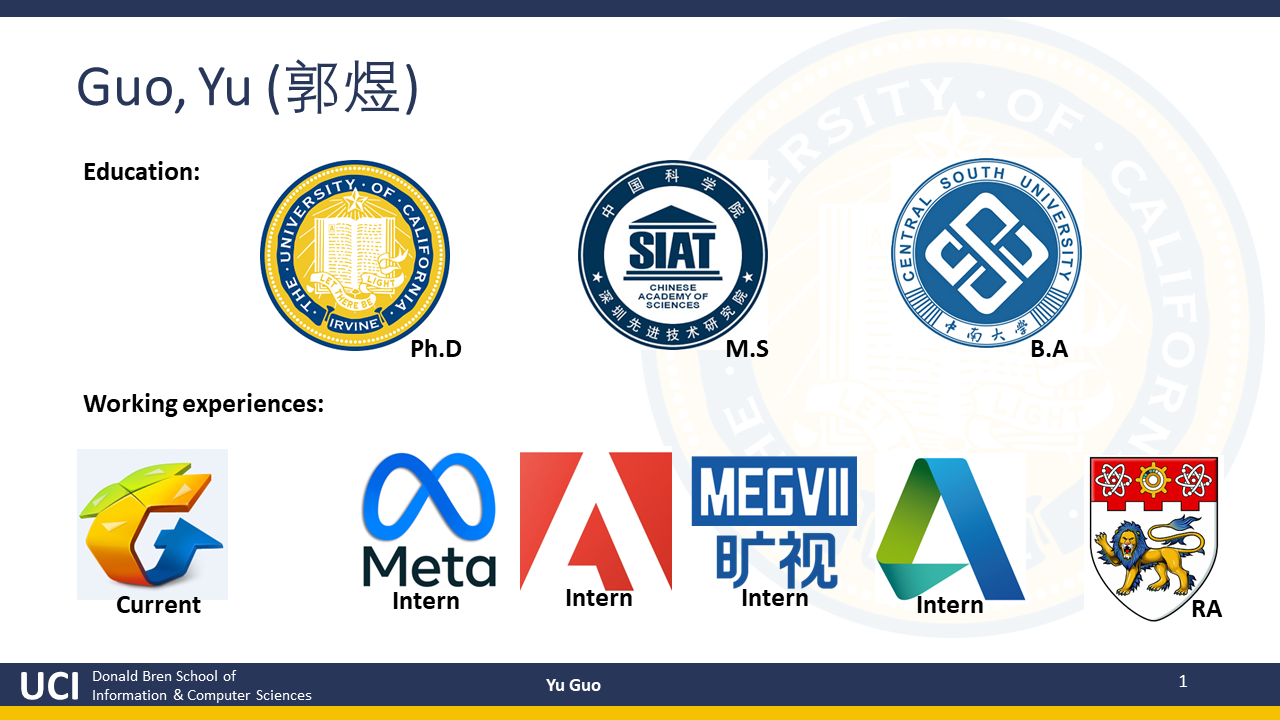 Guo, Yu (郭煜)
Education:
THE · UNIVERSITY · OF · CALIFORNIA
LET THERE BE LIGHT
IRVINE
Ph.D
中国科学院
SIAT
CHINESE
ACADEMY OF
SCIENCES
深圳先进技术研究院
M.S
CENTRAL SOUTH UNIVERSITY
中南大学
B.A
Working experiences:
Current
Meta
Intern
Intern
MEGVII
旷视
Intern
Intern
RA
UCI
Donald Bren School of
Information & Computer Sciences
Yu Guo
1